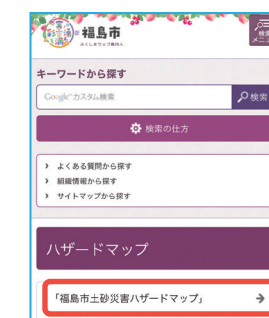 福島市
ふくしまウェブ案内人
検索
メニュー
キーワードから探す
Google カスタム検索
検索
検索の仕方
よくある質問から探す
組織情報から探す
サイトマップから探す
ハザードマップ
「福島市土砂災害ハザードマップ」